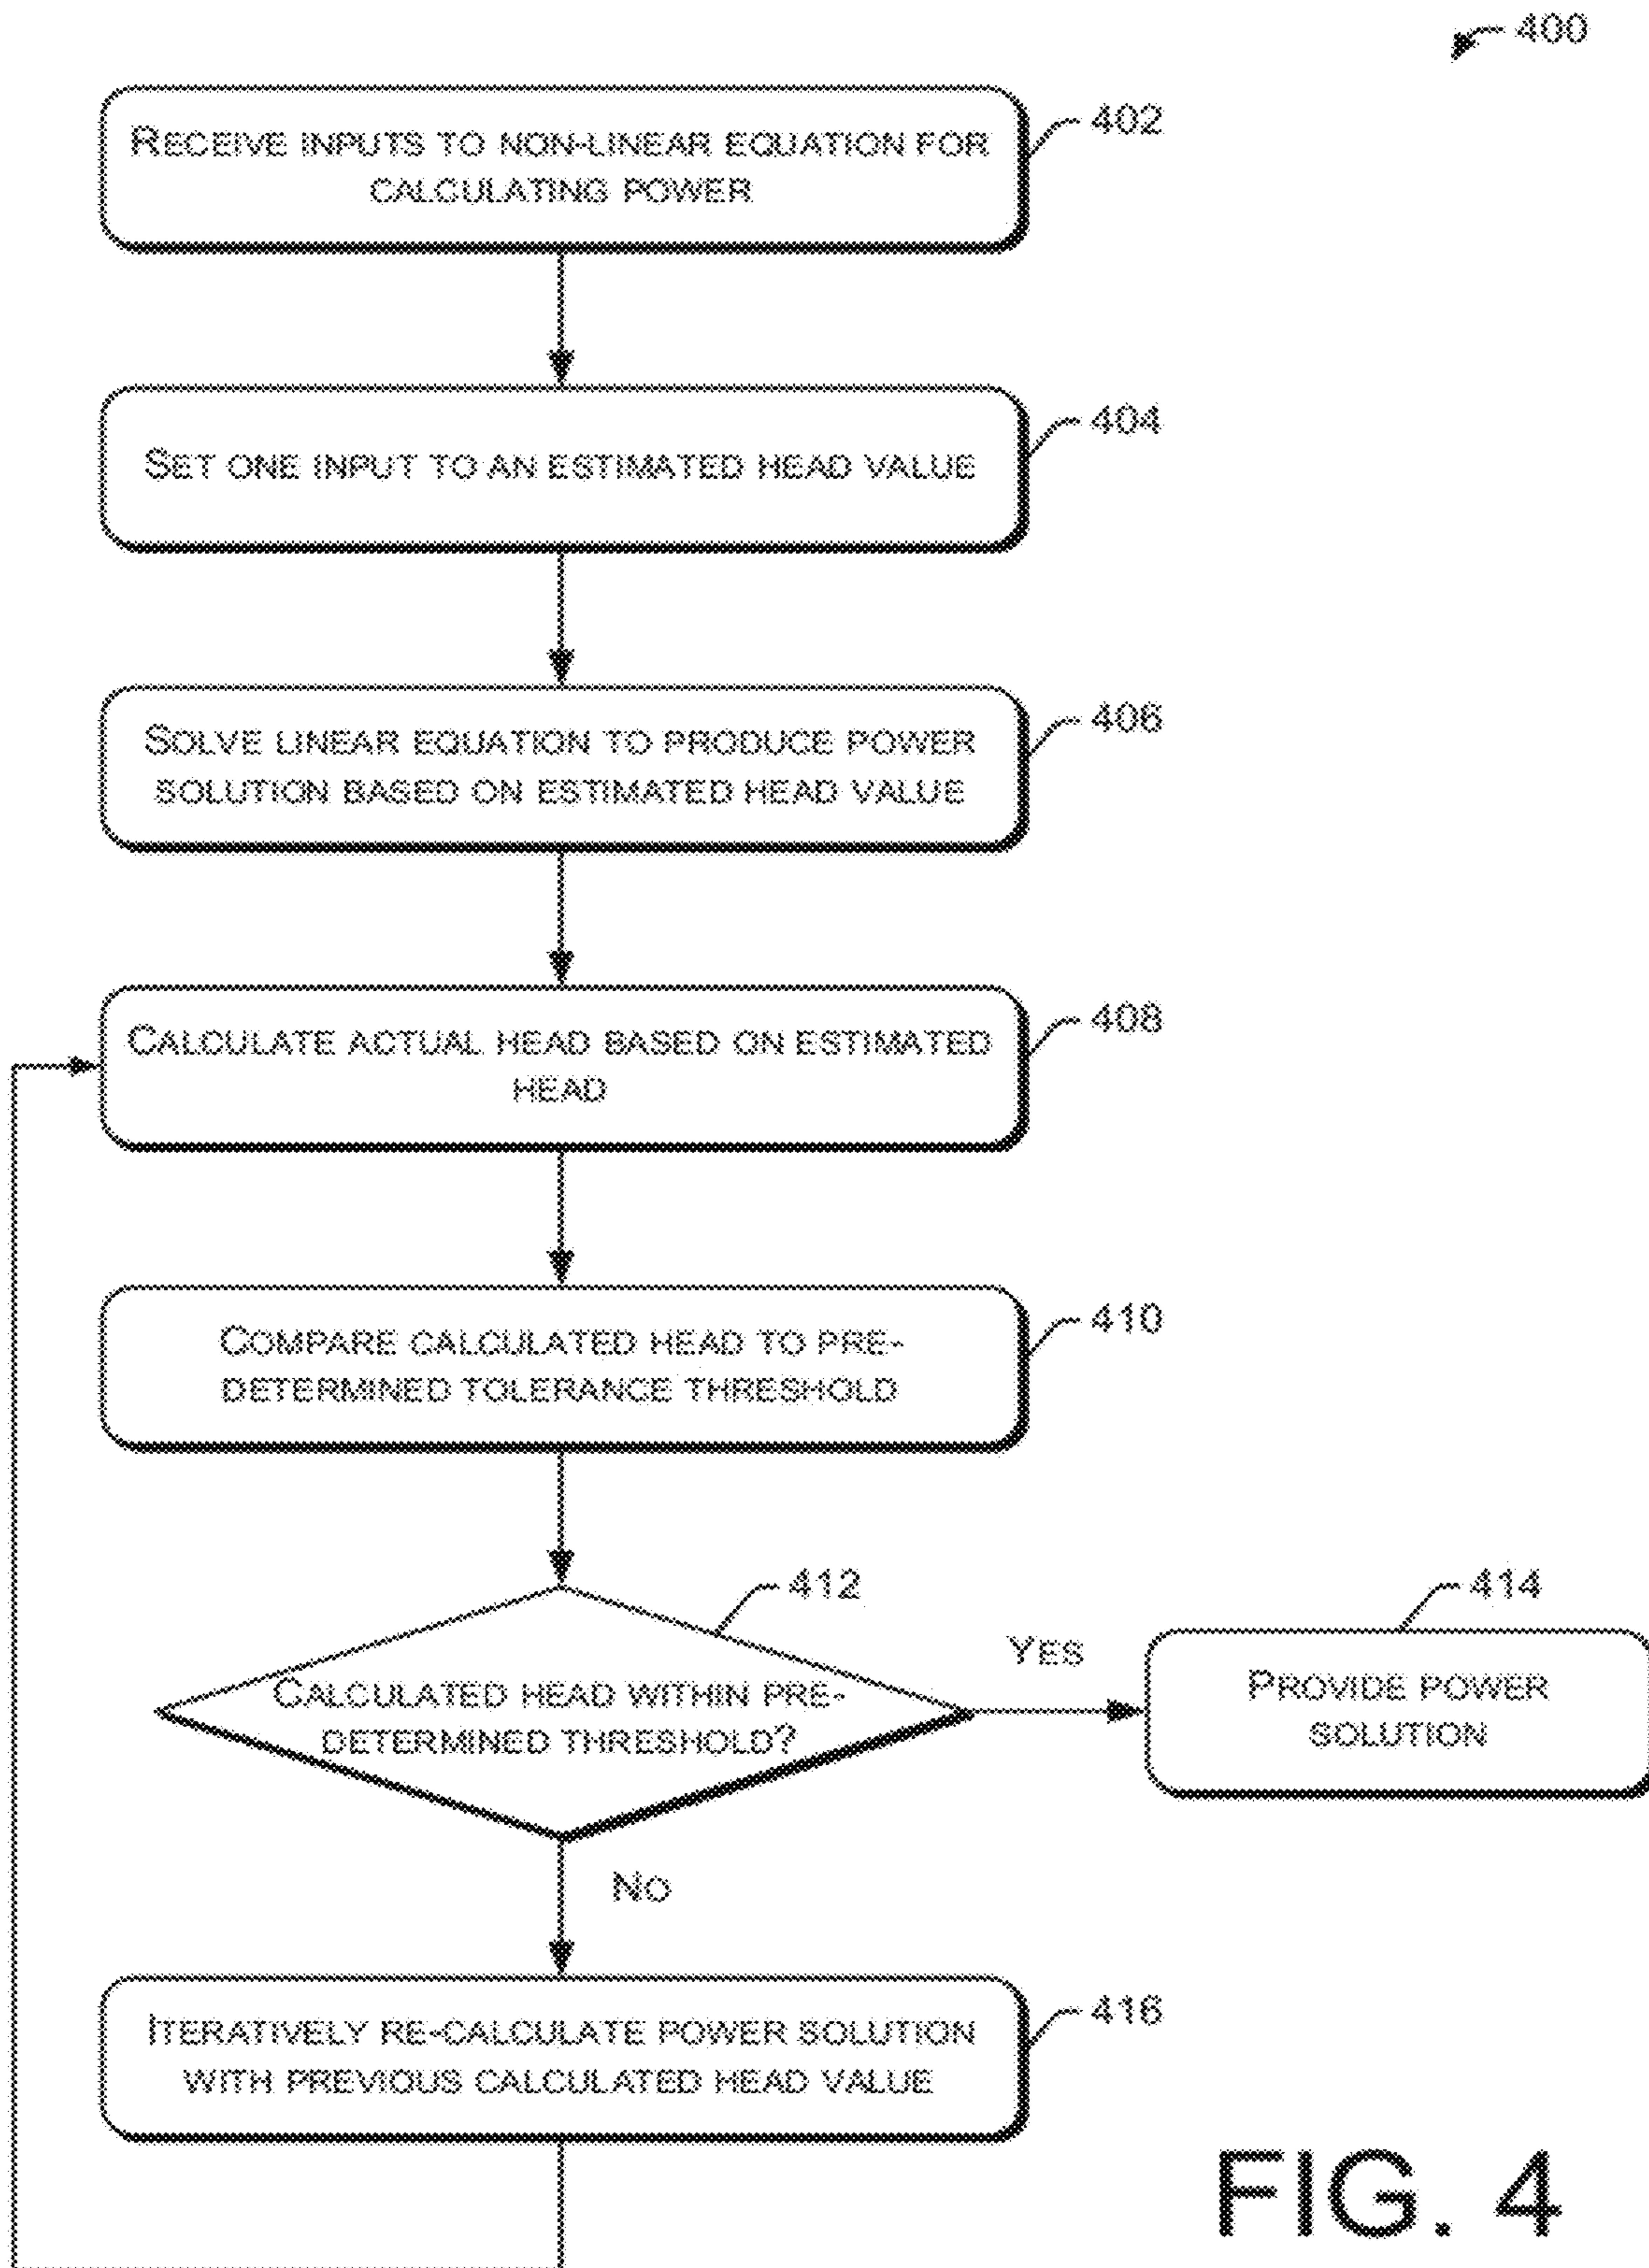 400
RECEIVE INPUTS TO NON-LINEAR EQUATION FOR
CALCULATING POWER
402
SET ONE INPUT TO AN ESTIMATED HEAD VALUE
404
SOLVE LINEAR EQUATION TO PRODUCE POWER
SOLUTION BASED ON ESTIMATED HEAD VALUE
406
CALCULATE ACTUAL HEAD BASED ON ESTIMATED
HEAD
408
COMPARE CALCULATED HEAD TO PRE-
DETERMINED TOLERANCE THRESHOLD
410
CALCULATED HEAD WITHIN PRE-
DETERMINED THRESHOLD?
412
YES
PROVIDE POWER
SOLUTION
414
NO
ITERATIVELY RE-CALCULATE POWER SOLUTION
WITH PREVIOUS CALCULATED HEAD VALUE
416
FIG. 4